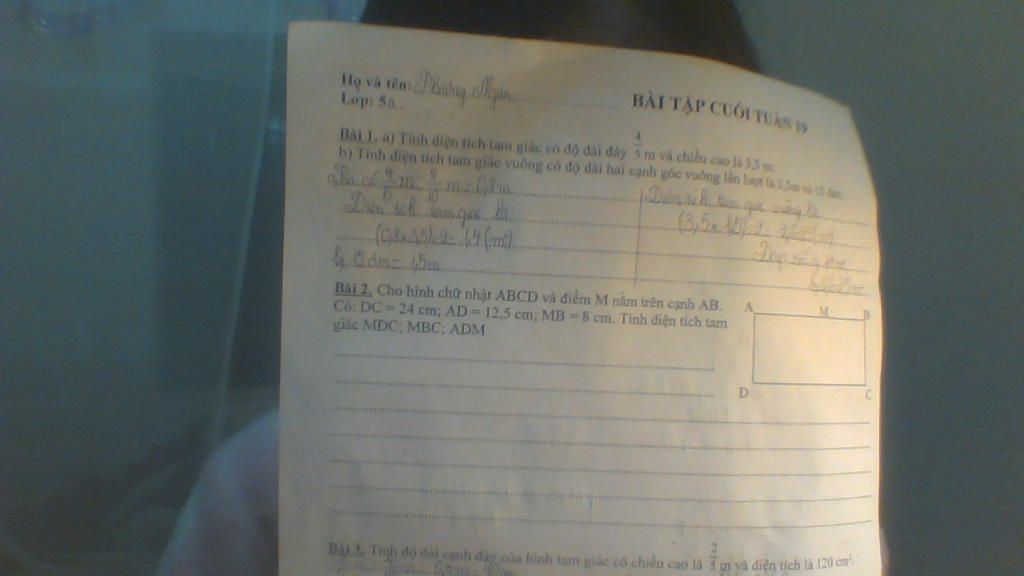 Họ và tên: Phương Ngân
BÀI TẬP CUỐI TUẦN 19
Lớp: 5A
Bài 1. a) Tính diện tích tam giác có độ dài đáy 4/5 m và chiều cao là 3,5 m
b) Tính diện tích tam giác vuông có độ dài hai cạnh góc vuông lần lượt là 3,5m và 15 dm
m = 8/10 m = 0,8m
Diện tích tam giác là
(0,8x3,5):2= 1,4 (m²)
b, 15 dm = 1,5m
Diện tích tam giác vuông là
(3,5 x 1,5):2=
Đáp số
Bài 2. Cho hình chữ nhật ABCD và điểm M nằm trên cạnh AB.
Có: DC = 24 cm; AD = 12,5 cm; MB = 8 cm. Tính diện tích tam
giác MDC; MBC; ADM
A M B
D C
Bài 3. Tính độ dài cạnh đáy của hình tam giác có chiều cao là 2/5 m và diện tích là 120 cm².